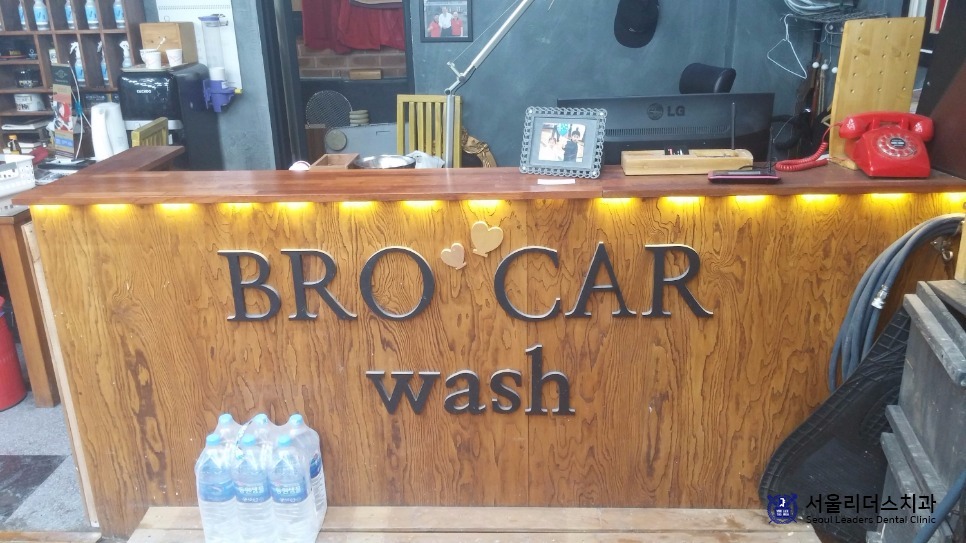 LG
BRO CAR
wash
서울리더스치과
Seoul Leaders Dental Clinic